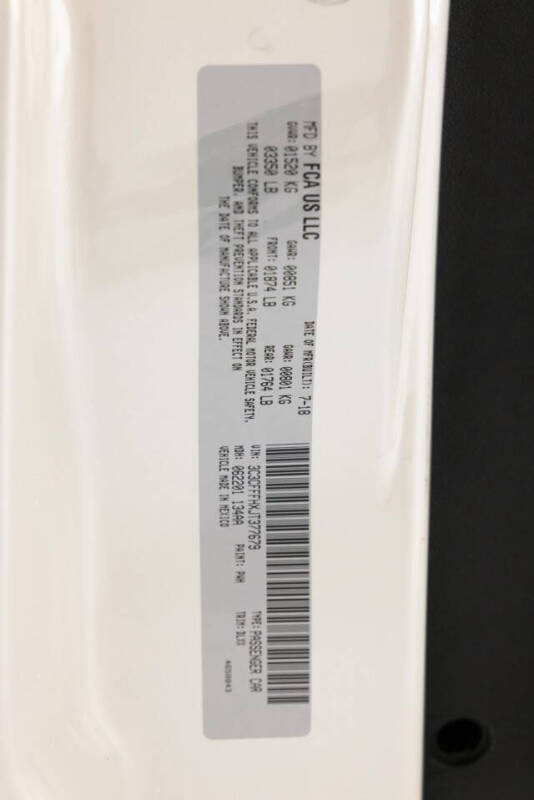 MFD BY FCA US LLC
DATE OF MFR(BUILT): 7-18
GVWR: 01520 KG
GAWR: 00851 KG
GAWR: 00801 KG
03350 LB
FRONT: 01874 LB
REAR: 01764 LB
THIS VEHICLE CONFORMS TO ALL APPLICABLE U.S.A. FEDERAL MOTOR VEHICLE SAFETY,
BUMPER, AND THEFT PREVENTION STANDARDS IN EFFECT ON
THE DATE OF MANUFACTURE SHOWN ABOVE.
VIN: 3C3CFFFHXJT377679
TYPE: PASSENGER CAR
MDH: 062201 134AA
PAINT: PWH
TRIM: DLXX
VEHICLE MADE IN MEXICO